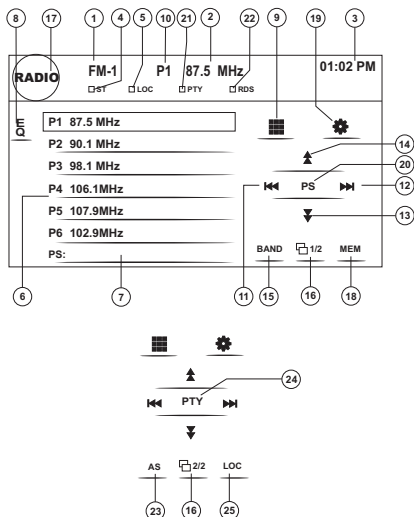 8 17 1 4 5 10 21 2 22 9 19 3
RADIO FM-1 P1 87.5 MHz 01:02 PM
ST LOC PTY RDS
EQ
P1 87.5 MHz
P2 90.1 MHz
P3 98.1 MHz
P4 106.1MHz
P5 107.9MHz
P6 102.9MHz
PS:
14
20
PS
12
13
BAND 1/2 MEM
6 7 11 15 16 18
PTY 24
AS 2/2 LOC
23 16 25